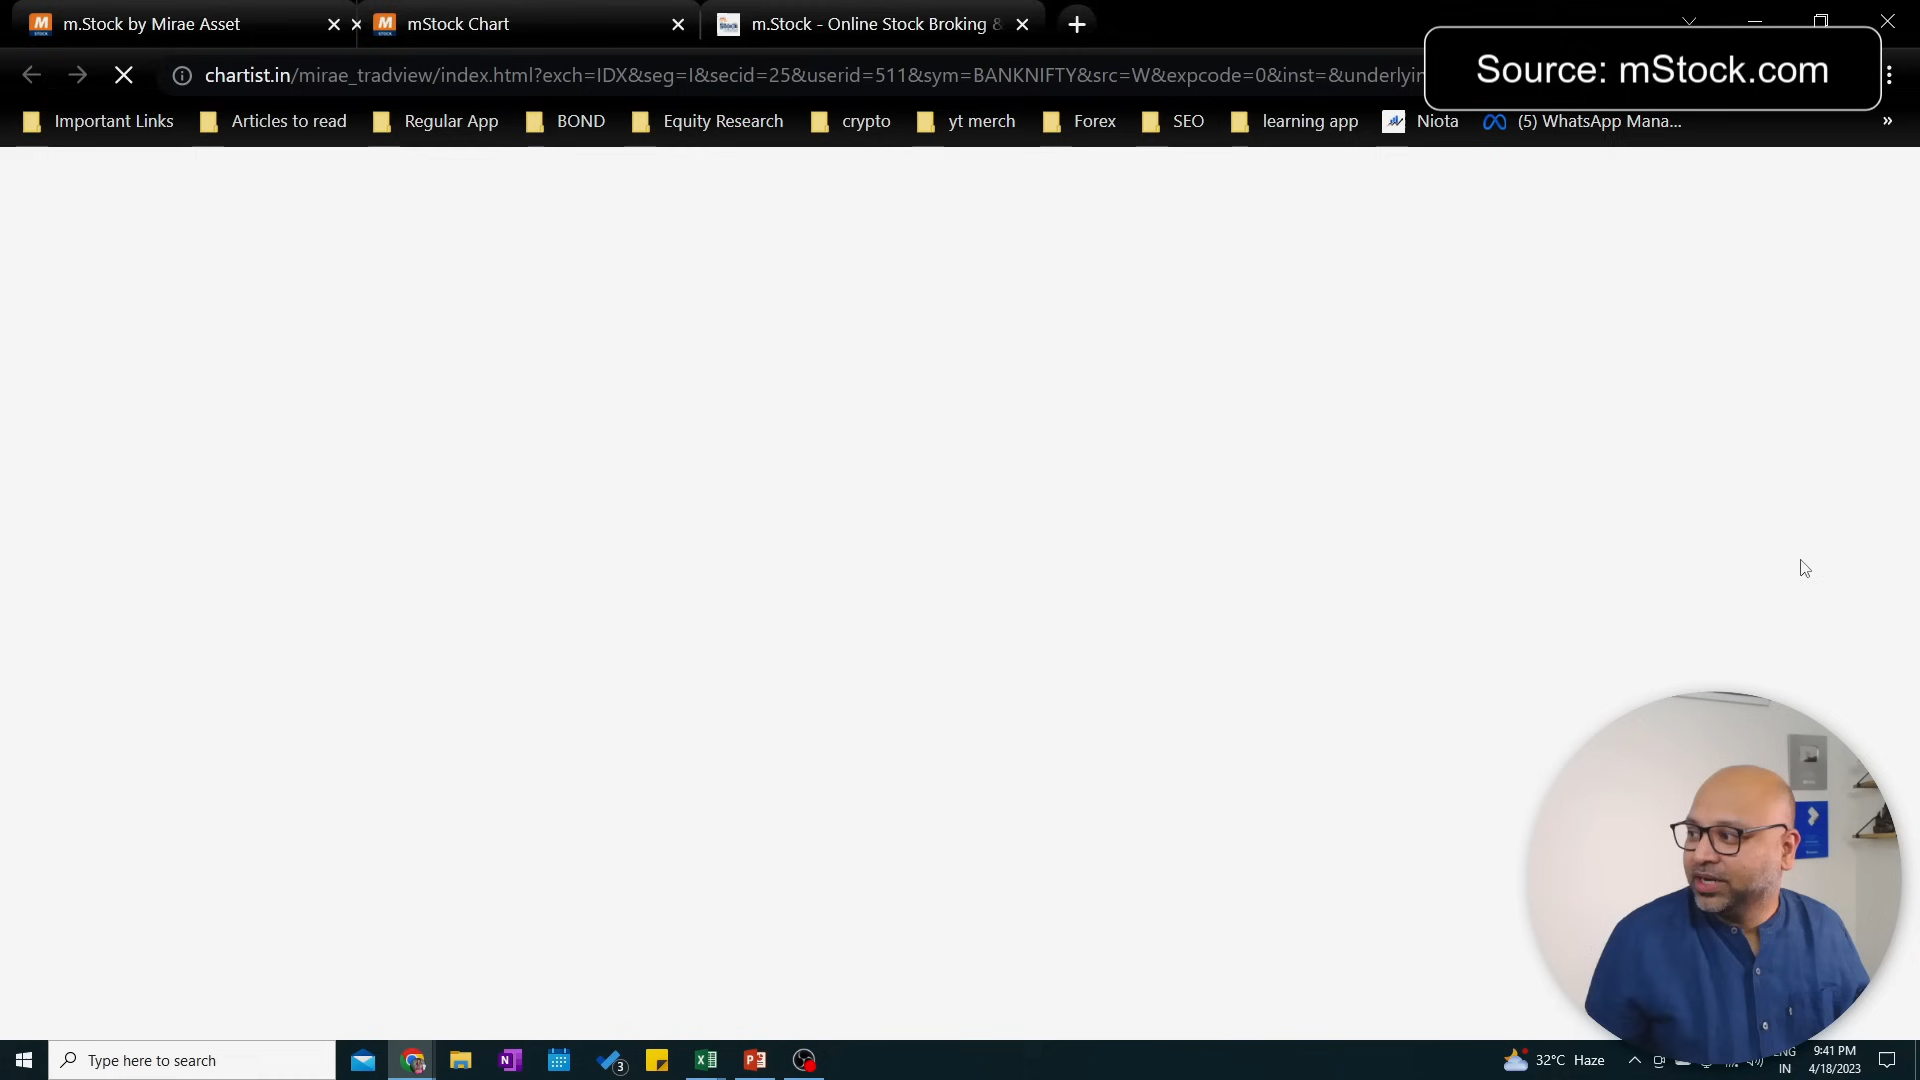 m.Stock by Mirae Asset
mStock Chart
m.Stock - Online Stock Broking &
chartist.in/mirae_tradview/index.html?exch=IDX&seg=I&secid=25&userid=511&sym=BANKNIFTY&src=W&expcode=0&inst=&underlyin
Source: mStock.com
Important Links
Articles to read
Regular App
BOND
Equity Research
crypto
yt merch
Forex
SEO
learning app
Niota
(5) WhatsApp Mana...
»
Type here to search
3
32°C Haze
ENG
IN
9:41 PM
4/18/2023